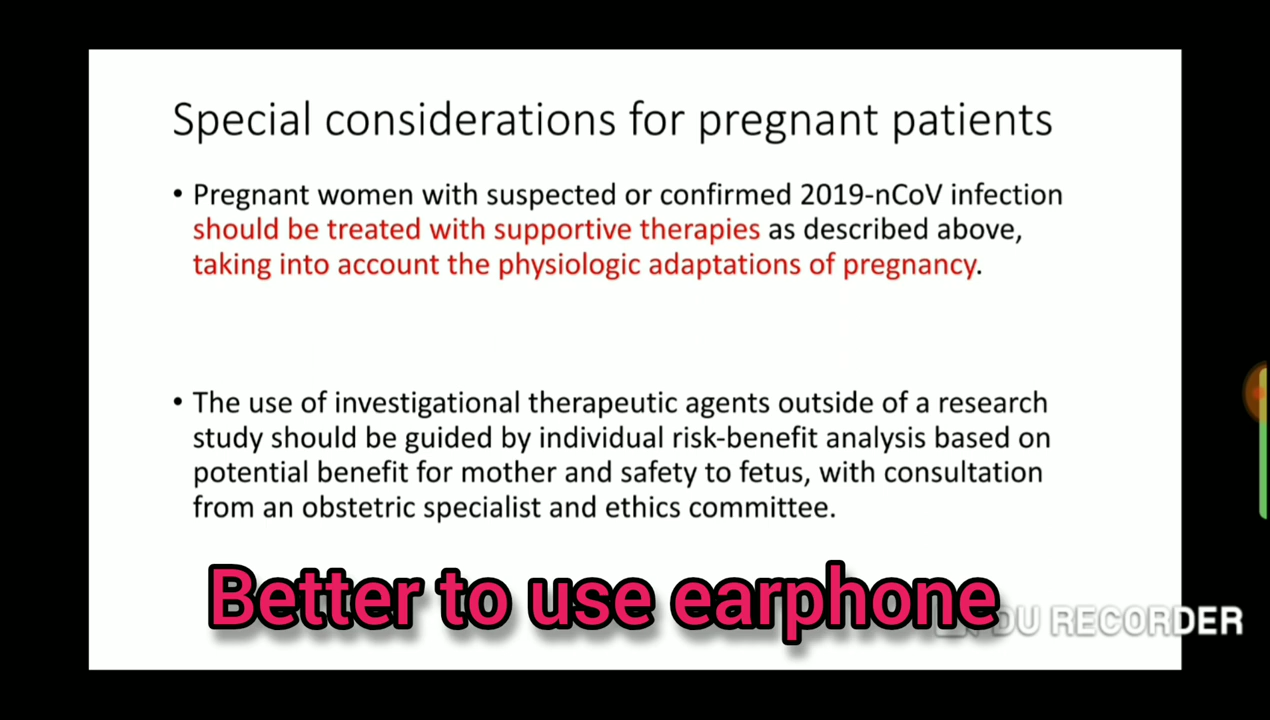 Special considerations for pregnant patients
• Pregnant women with suspected or confirmed 2019-nCoV infection
should be treated with supportive therapies as described above,
taking into account the physiologic adaptations of pregnancy.
• The use of investigational therapeutic agents outside of a research
study should be guided by individual risk-benefit analysis based on
potential benefit for mother and safety to fetus, with consultation
from an obstetric specialist and ethics committee.
Better to use earphone
DU RECORDER